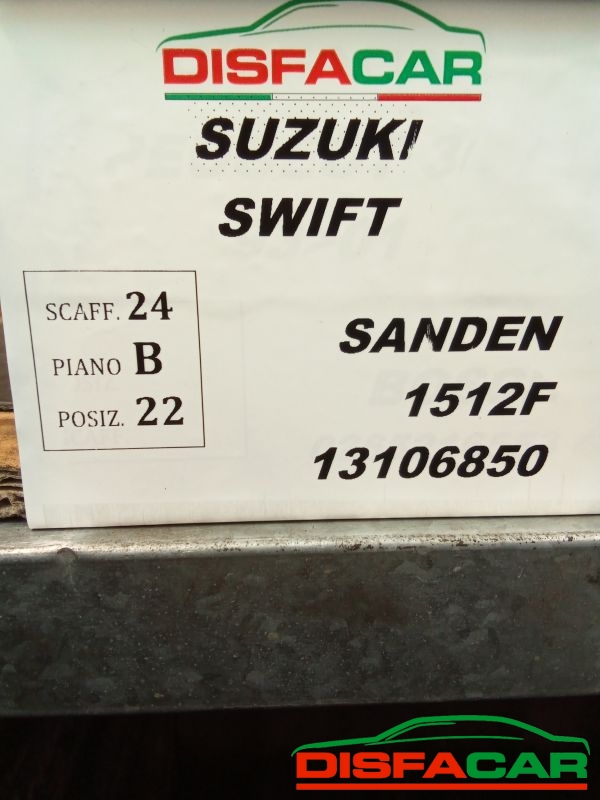 DISFACAR
SUZUKI
SWIFT
SCAFF. 24
PIANO B
POSIZ. 22
SANDEN
1512F
13106850
DISFACAR